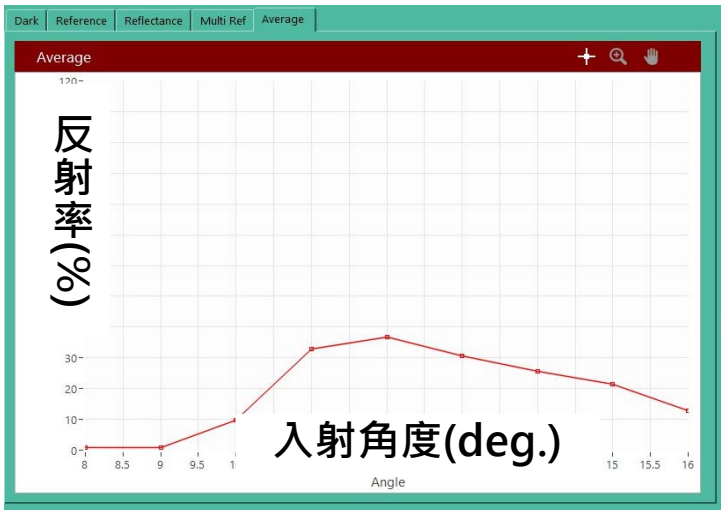 Dark Reference Reflectance Multi Ref Average
Average
120
反射率(%)
30
20
10
0
8 8.5 9 9.5 1 15 15.5 16
入射角度(deg.)
Angle